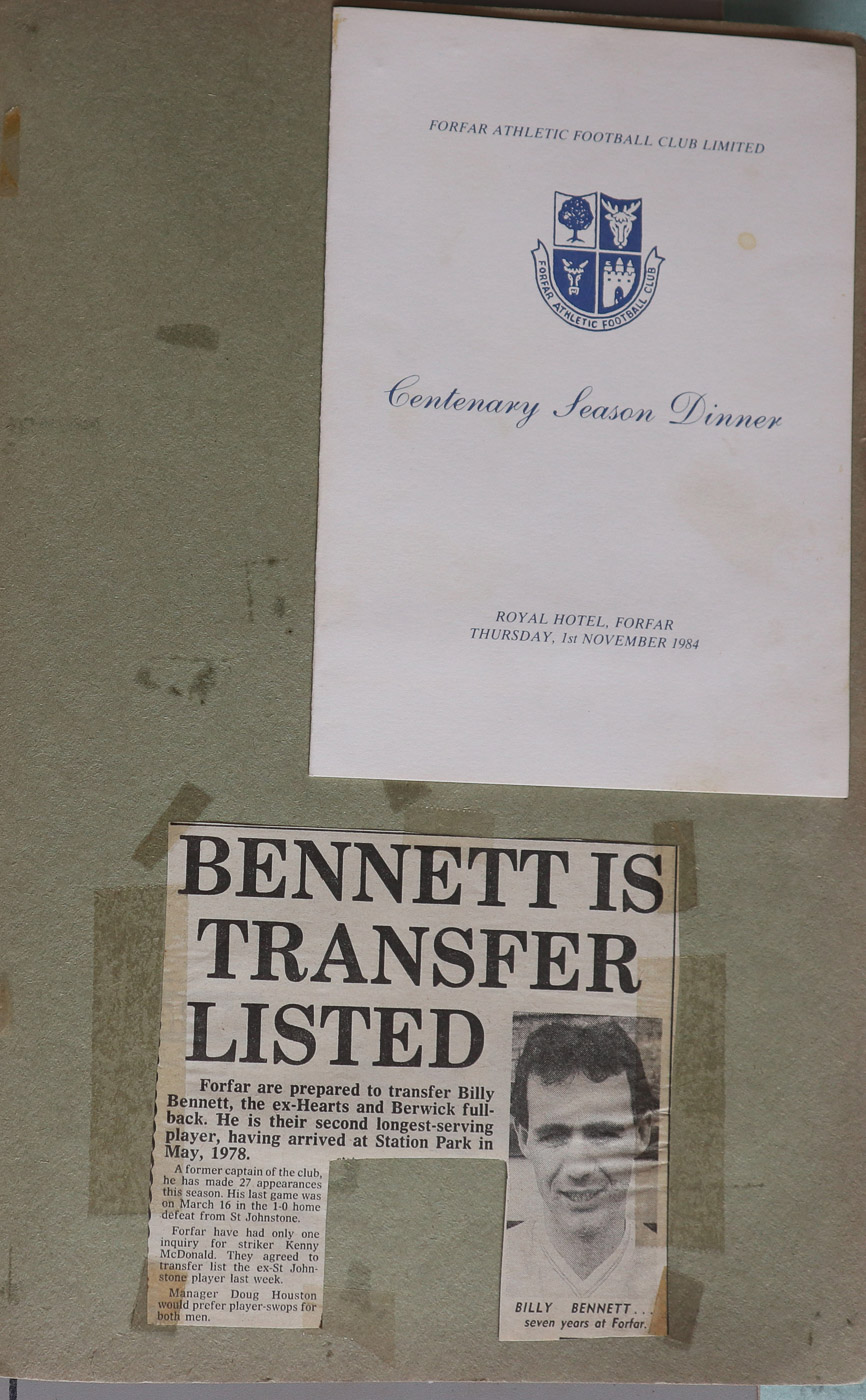 FORFAR ATHLETIC FOOTBALL CLUB LIMITED
FORFAR ATHLETIC FOOTBALL CLUB
Centenary Season Dinner
ROYAL HOTEL, FORFAR
THURSDAY, 1st NOVEMBER 1984
BENNETT IS
TRANSFER
LISTED
Forfar are prepared to transfer Billy
Bennett, the ex-Hearts and Berwick full-
back. He is their second longest-serving
player, having arrived at Station Park in
May, 1978.
A former captain of the club,
he has made 27 appearances
this season. His last game was
on March 16 in the 1-0 home
defeat from St Johnstone.
Forfar have had only one
inquiry for striker Kenny
McDonald. They agreed to
transfer list the ex-St John-
stone player last week.
Manager Doug Houston
would prefer player-swops for
both men.
BILLY BENNETT...
seven years at Forfar.